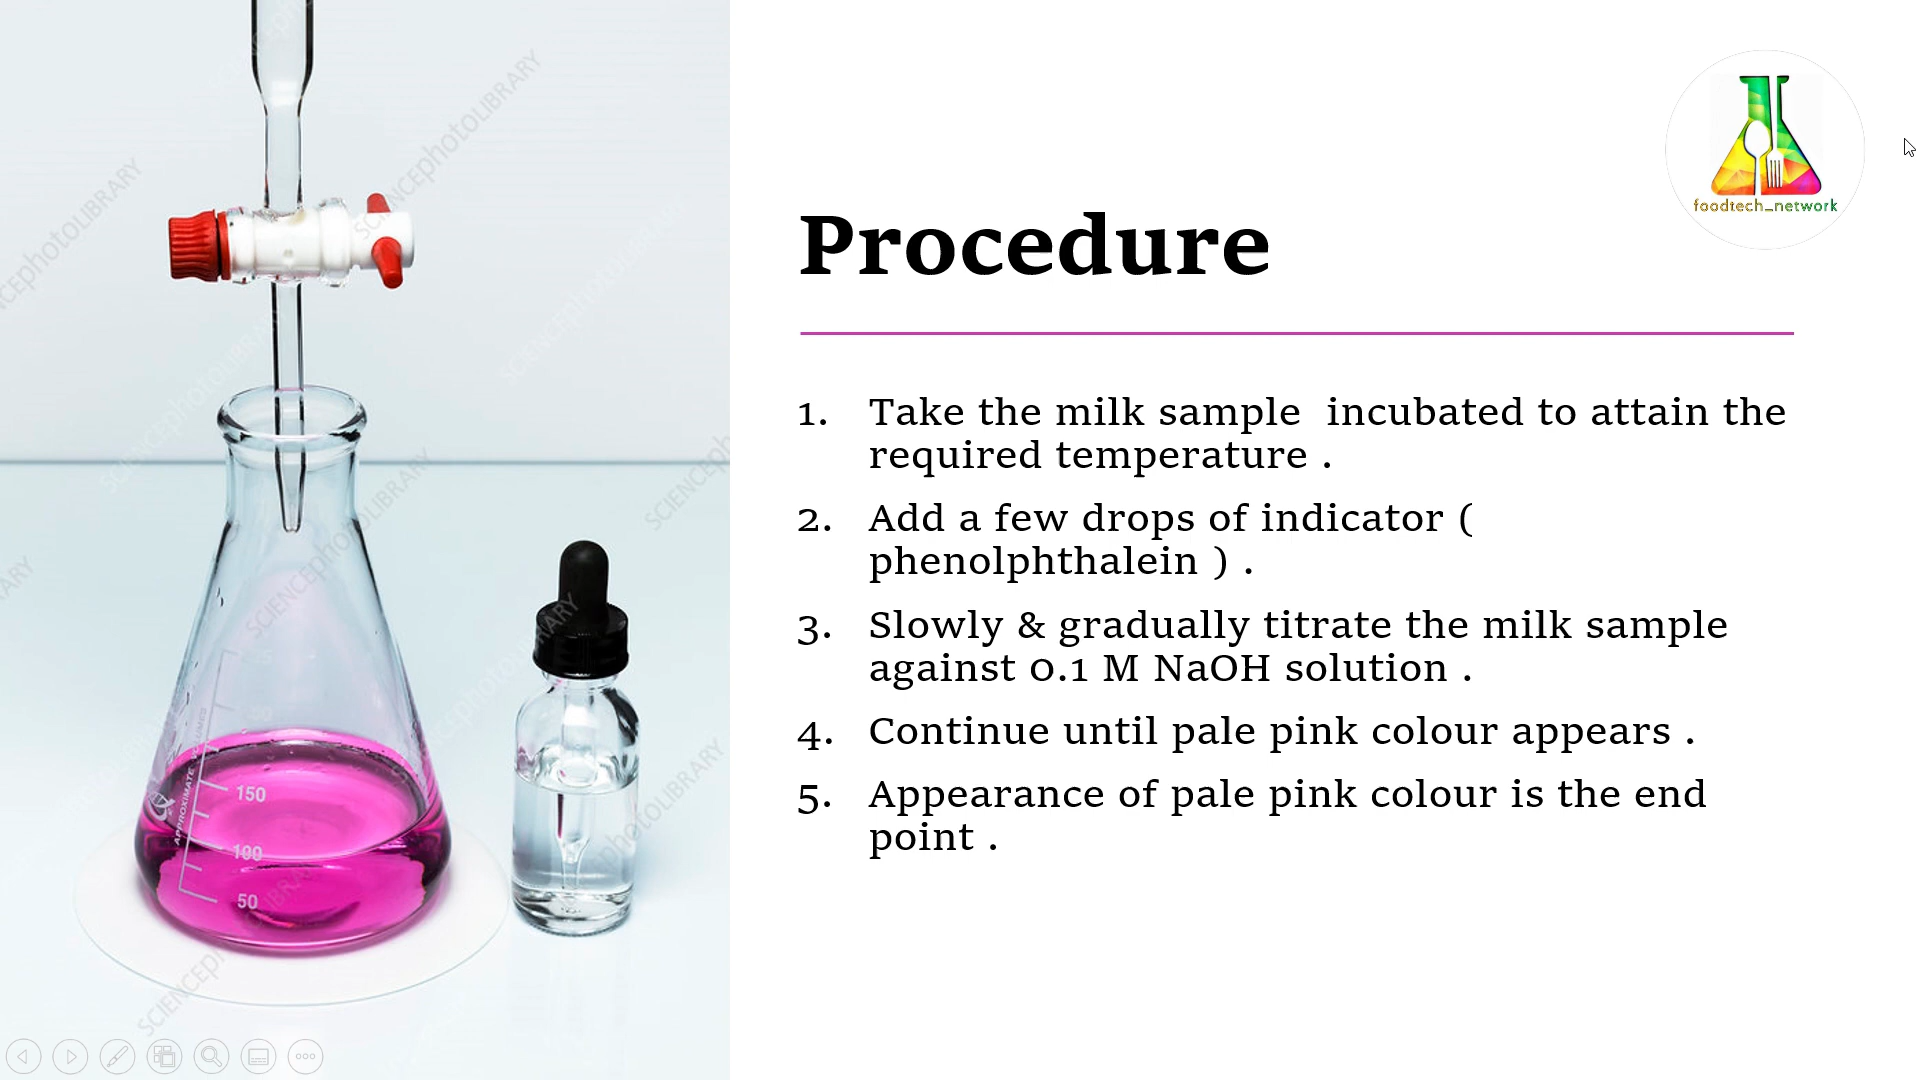 SCIENCEphotoLIBRARY
foodtech_network
Procedure
1. Take the milk sample  incubated to attain the
required temperature .
2. Add a few drops of indicator (
phenolphthalein ) .
3. Slowly & gradually titrate the milk sample
against 0.1 M NaOH solution .
4. Continue until pale pink colour appears .
5. Appearance of pale pink colour is the end
point .
150
100
50
APPROXIMATE